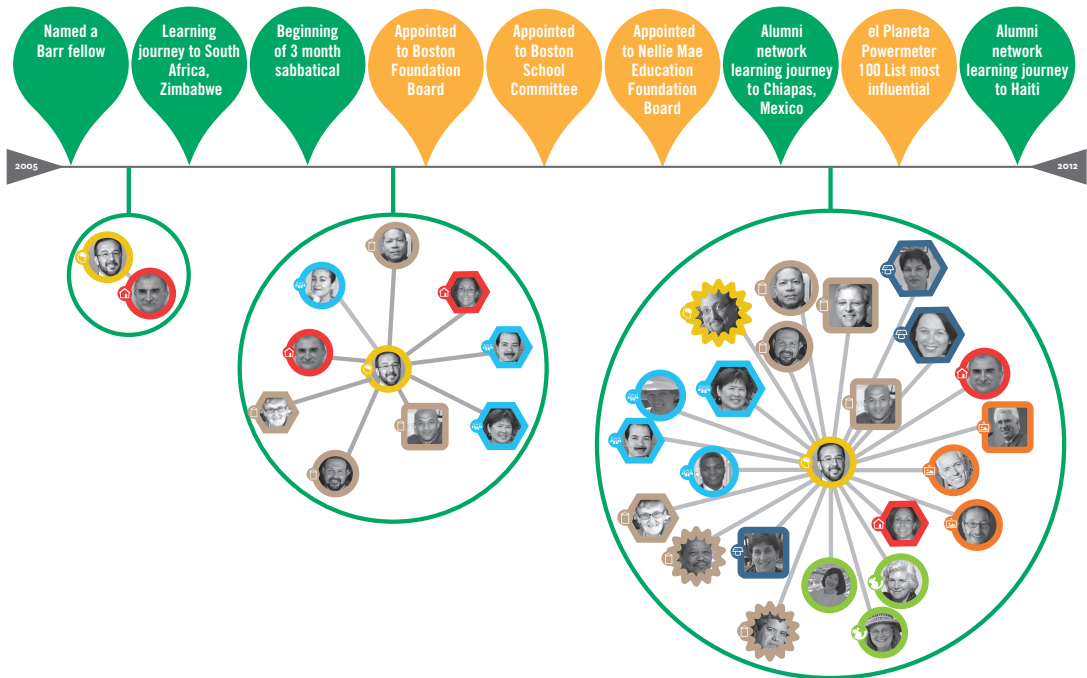 Named a
Barr fellow
Learning
journey to South
Africa,
Zimbabwe
Beginning
of 3 month
sabbatical
Appointed
to Boston
Foundation
Board
Appointed
to Boston
School
Committee
Appointed
to Nellie Mae
Education
Foundation
Board
Alumni
network
learning journey
to Chiapas,
Mexico
el Planeta
Powermeter
100 List most
influential
Alumni
network
learning journey
to Haiti
2005
2012